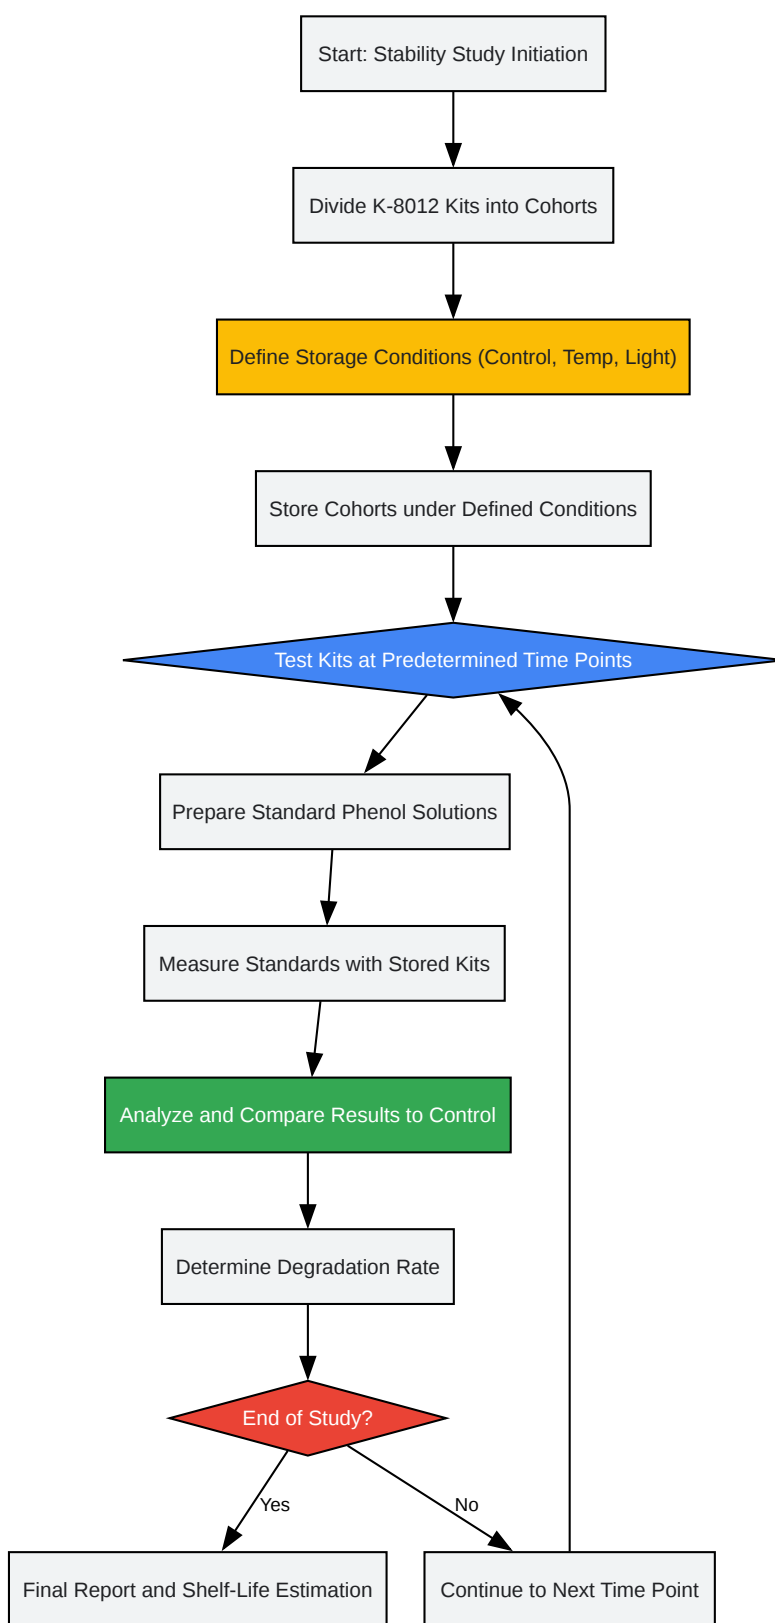 Start: Stability Study Initiation
Divide K-8012 Kits into Cohorts
Define Storage Conditions (Control, Temp, Light)
Store Cohorts under Defined Conditions
Test Kits at Predetermined Time Points
Prepare Standard Phenol Solutions
Measure Standards with Stored Kits
Analyze and Compare Results to Control
Determine Degradation Rate
End of Study?
Yes
No
Final Report and Shelf-Life Estimation
Continue to Next Time Point